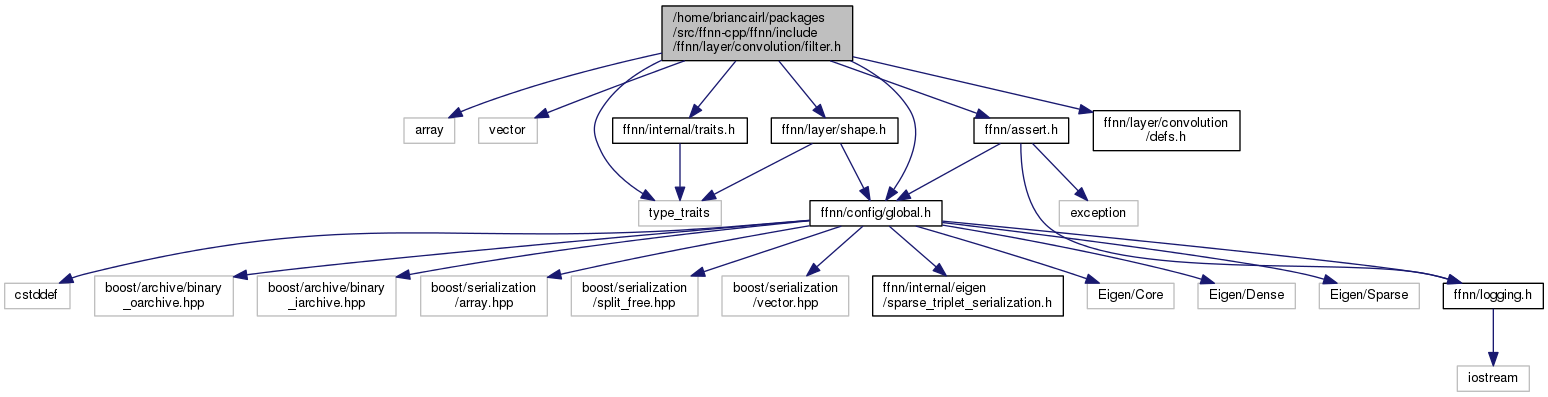 /home/briancairl/packages
/src/ffnn-cpp/ffnn/include
/ffnn/layer/convolution/filter.h
array
vector
ffnn/internal/traits.h
ffnn/layer/shape.h
ffnn/assert.h
ffnn/layer/convolution
/defs.h
type_traits
ffnn/config/global.h
exception
cstddef
boost/archive/binary
_oarchive.hpp
boost/archive/binary
_iarchive.hpp
boost/serialization
/array.hpp
boost/serialization
/split_free.hpp
boost/serialization
/vector.hpp
ffnn/internal/eigen
/sparse_triplet_serialization.h
Eigen/Core
Eigen/Dense
Eigen/Sparse
ffnn/logging.h
iostream